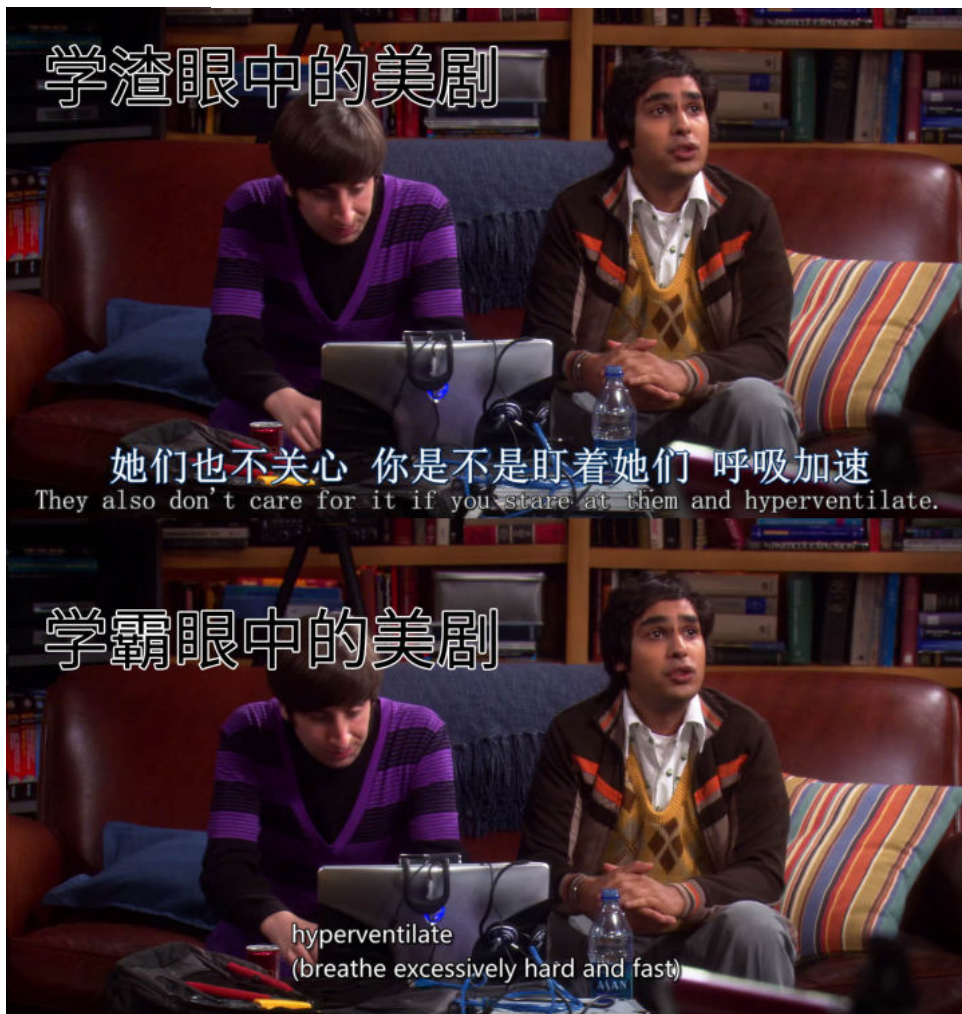 学渣眼中的美剧
她们也不关心 你是不是盯着她们 呼吸加速
They also don't care for it if you stare at them and hyperventilate.
学霸眼中的美剧
hyperventilate
(breathe excessively hard and fast)